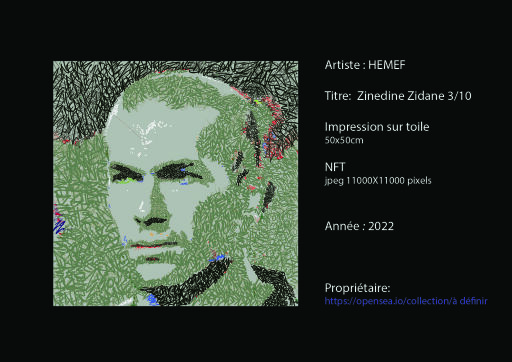 Artiste : HEMEF
Titre:  Zinedine Zidane 3/10
Impression sur toile
50x50cm
NFT
jpeg 11000X11000 pixels
Année : 2022
Propriétaire:
https://opensea.io/collection/à définir